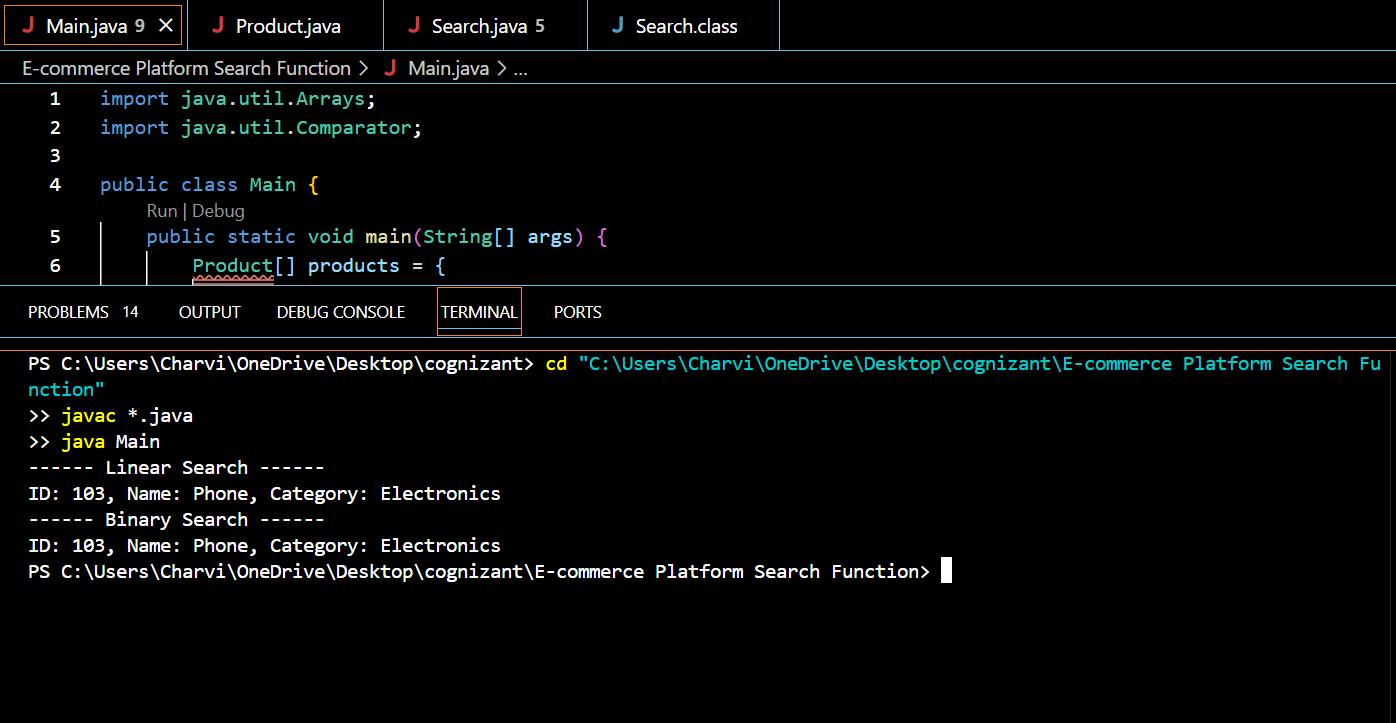 Main.java 9 Product.java Search.java 5 Search.class
E-commerce Platform Search Function > Main.java > ...
1 import java.util.Arrays;
2 import java.util.Comparator;
3
4 public class Main {
Run | Debug
5 public static void main(String[] args) {
6 Product[] products = {
PROBLEMS 14 OUTPUT DEBUG CONSOLE TERMINAL PORTS
PS C:\Users\Charvi\OneDrive\Desktop\cognizant> cd "C:\Users\Charvi\OneDrive\Desktop\cognizant\E-commerce Platform Search Fu
nction"
>> javac *.java
>> java Main
------ Linear Search ------
ID: 103, Name: Phone, Category: Electronics
------ Binary Search ------
ID: 103, Name: Phone, Category: Electronics
PS C:\Users\Charvi\OneDrive\Desktop\cognizant\E-commerce Platform Search Function>